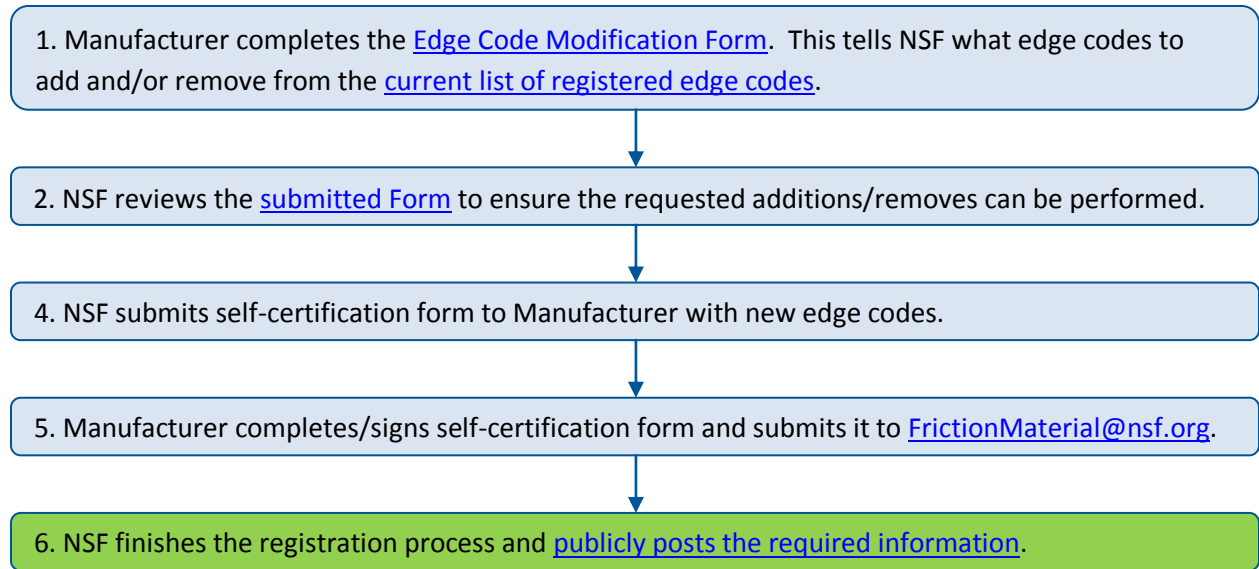 1. Manufacturer completes the Edge Code Modification Form.  This tells NSF what edge codes to
add and/or remove from the current list of registered edge codes.
2. NSF reviews the submitted Form to ensure the requested additions/removes can be performed.
4. NSF submits self-certification form to Manufacturer with new edge codes.
5. Manufacturer completes/signs self-certification form and submits it to FrictionMaterial@nsf.org.
6. NSF finishes the registration process and publicly posts the required information.